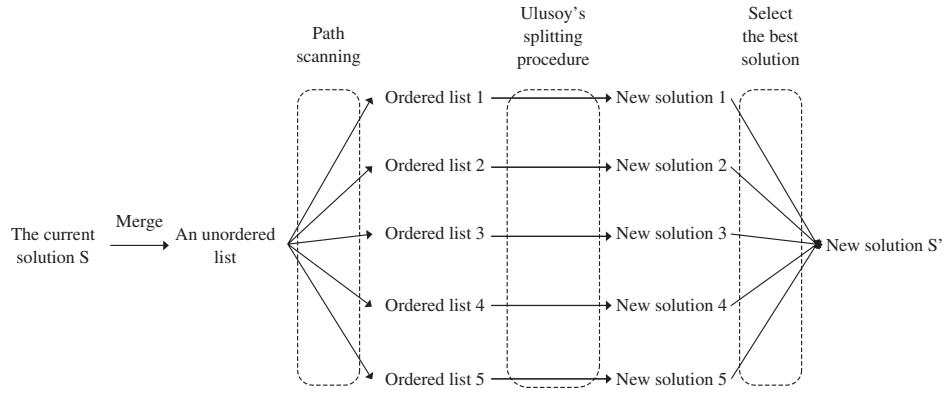 Path
scanning
Ulusoy's
splitting
procedure
Select
the best
solution
Ordered list 1
New solution 1
Ordered list 2
New solution 2
The current
solution S
Merge
An unordered
list
Ordered list 3
New solution 3
New solution S'
Ordered list 4
New solution 4
Ordered list 5
New solution 5